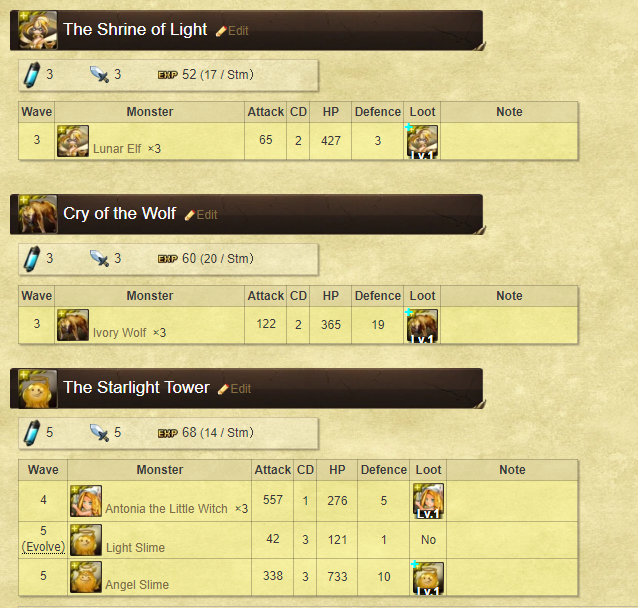 The Shrine of Light Edit
3 3 EXP 52 (17 / Stm)
Wave Monster Attack CD HP Defence Loot Note
3 Lunar Elf ×3 65 2 427 3 Lv.1
Cry of the Wolf Edit
3 3 EXP 60 (20 / Stm)
Wave Monster Attack CD HP Defence Loot Note
3 Ivory Wolf ×3 122 2 365 19 Lv.1
The Starlight Tower Edit
5 5 EXP 68 (14 / Stm)
Wave Monster Attack CD HP Defence Loot Note
4 Antonia the Little Witch ×3 557 1 276 5 Lv.1
5 (Evolve) Light Slime 42 3 121 1 No
5 Angel Slime 338 3 733 10 Lv.1